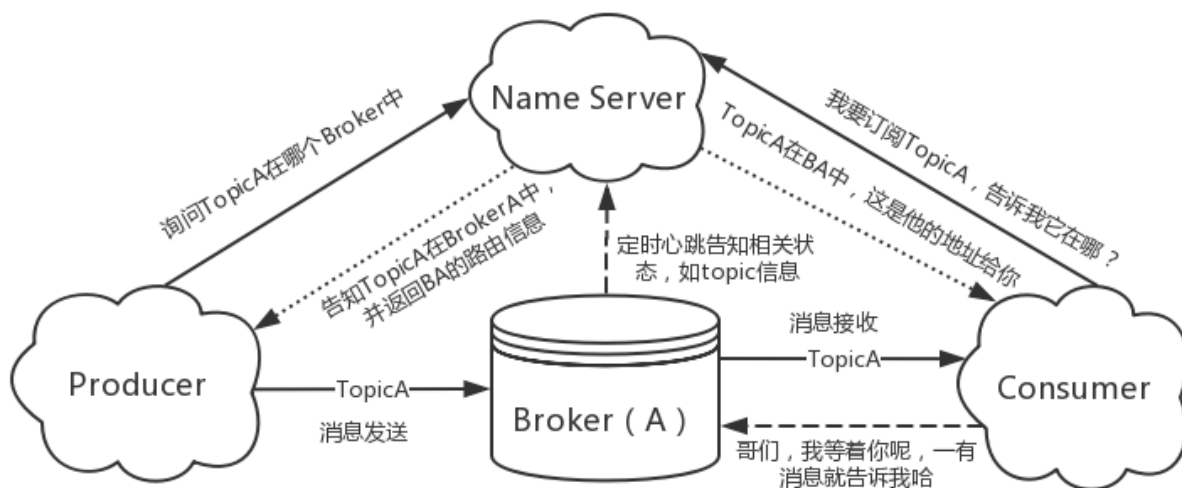 Name Server
询问TopicA在哪个Broker中
告知TopicA在BrokerA中，
并返回BA的路由信息
我要订阅TopicA，告诉我它在哪？
TopicA在BA中，这是他的地址给你
定时心跳告知相关状
态，如topic信息
Producer
TopicA
消息发送
Broker（A）
消息接收
TopicA
Consumer
哥们，我等着你呢，一有
消息就告诉我哈